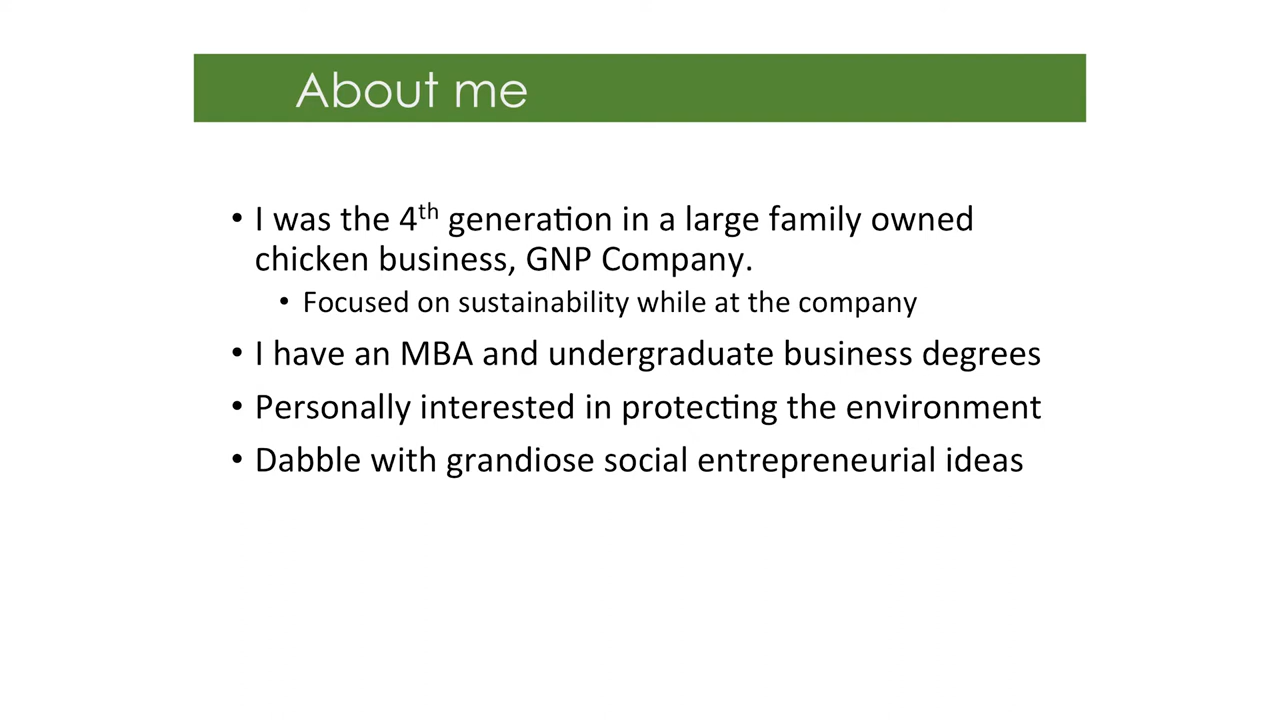 About me
• I was the 4th generation in a large family owned
chicken business, GNP Company.
• Focused on sustainability while at the company
• I have an MBA and undergraduate business degrees
• Personally interested in protecting the environment
• Dabble with grandiose social entrepreneurial ideas